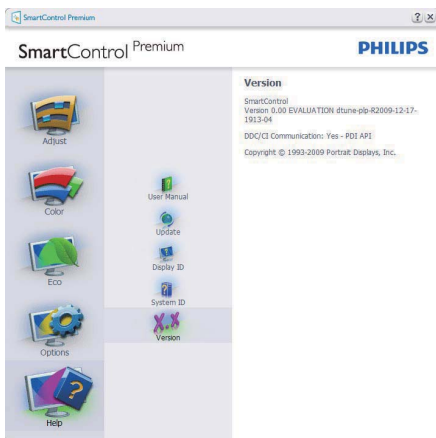 SmartControl Premium
? x
SmartControl Premium
PHILIPS
Adjust
Color
Eco
Options
Help
User Manual
Update
Display ID
System ID
X.X
Version
Version
SmartControl
Version 0.00 EVALUATION dtune-plp-R2009-12-17-
1913-04
DDC/CI Communication: Yes - PDI API
Copyright © 1993-2009 Portrait Displays, Inc.